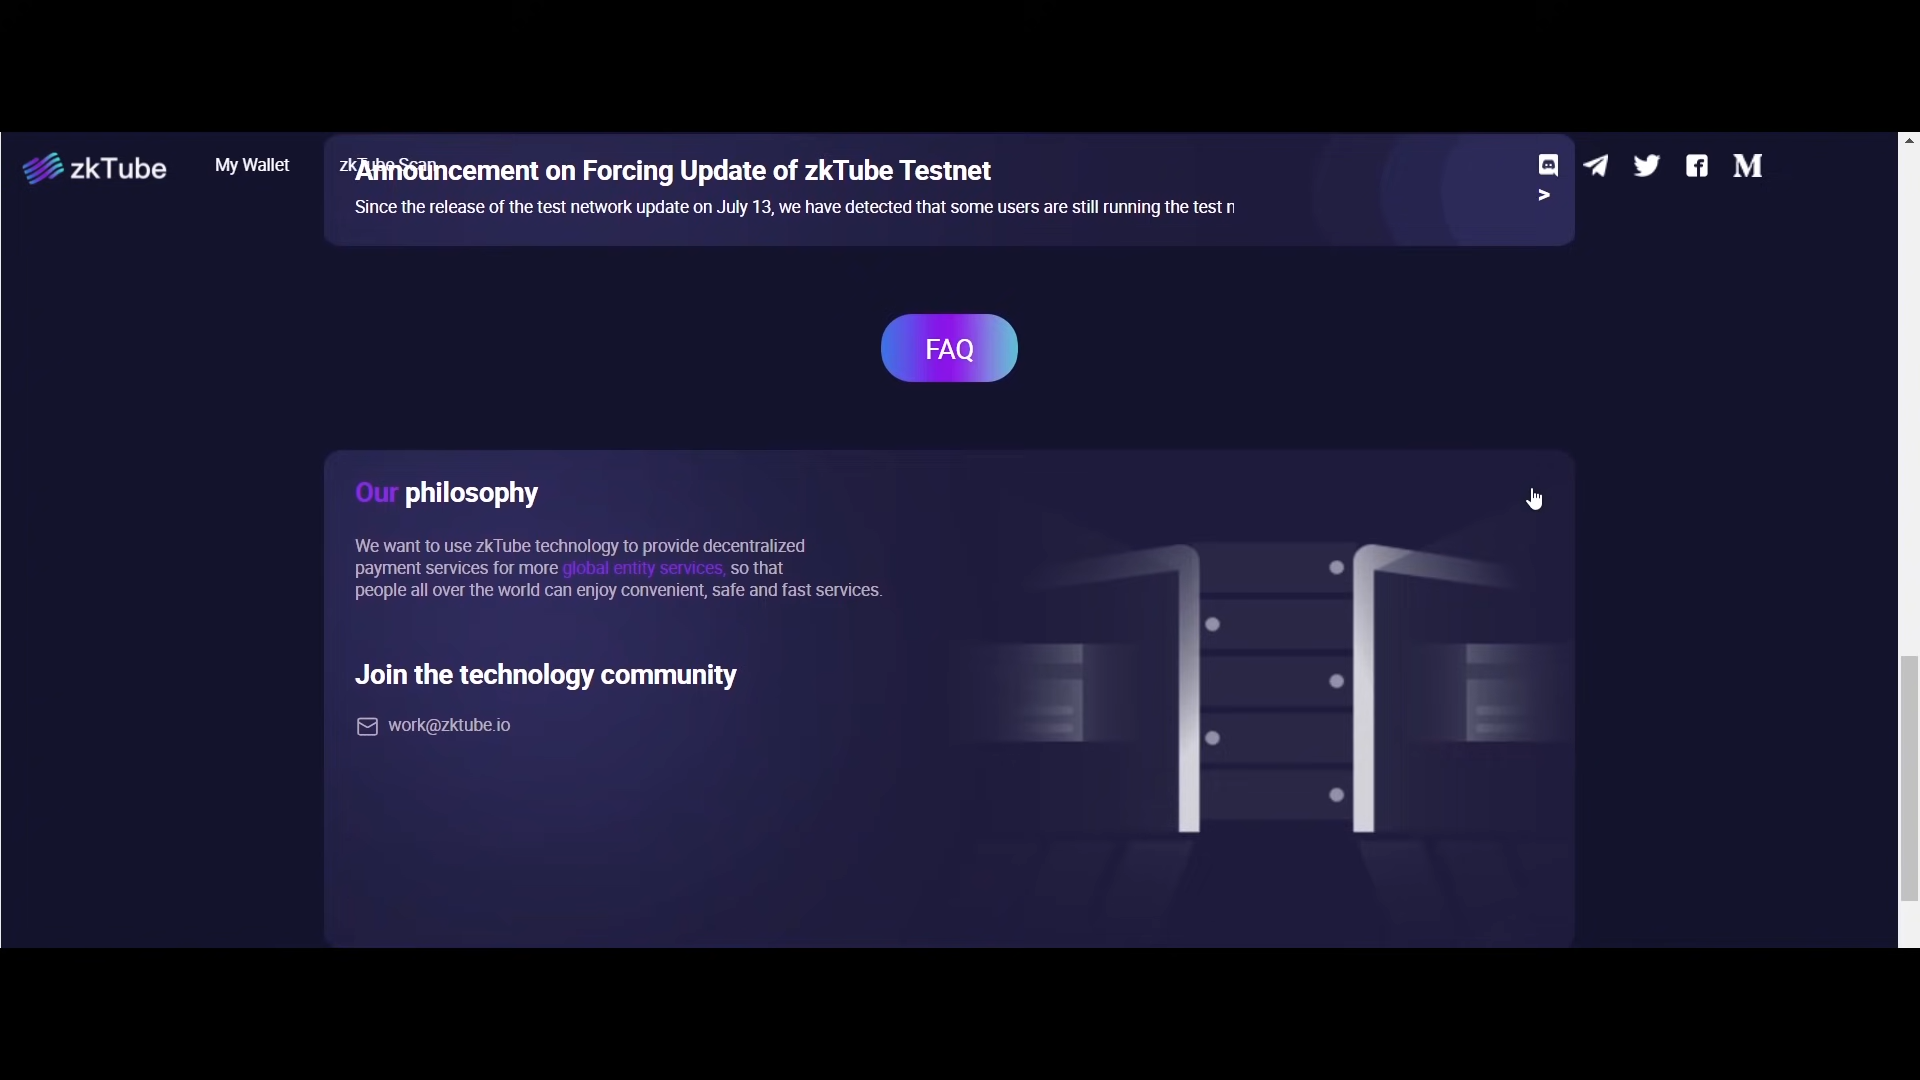 zkTube
My Wallet
zkTube Scan
Announcement on Forcing Update of zkTube Testnet
Since the release of the test network update on July 13, we have detected that some users are still running the test n
>
FAQ
Our philosophy
We want to use zkTube technology to provide decentralized
payment services for more global entity services, so that
people all over the world can enjoy convenient, safe and fast services.
Join the technology community
work@zktube.io